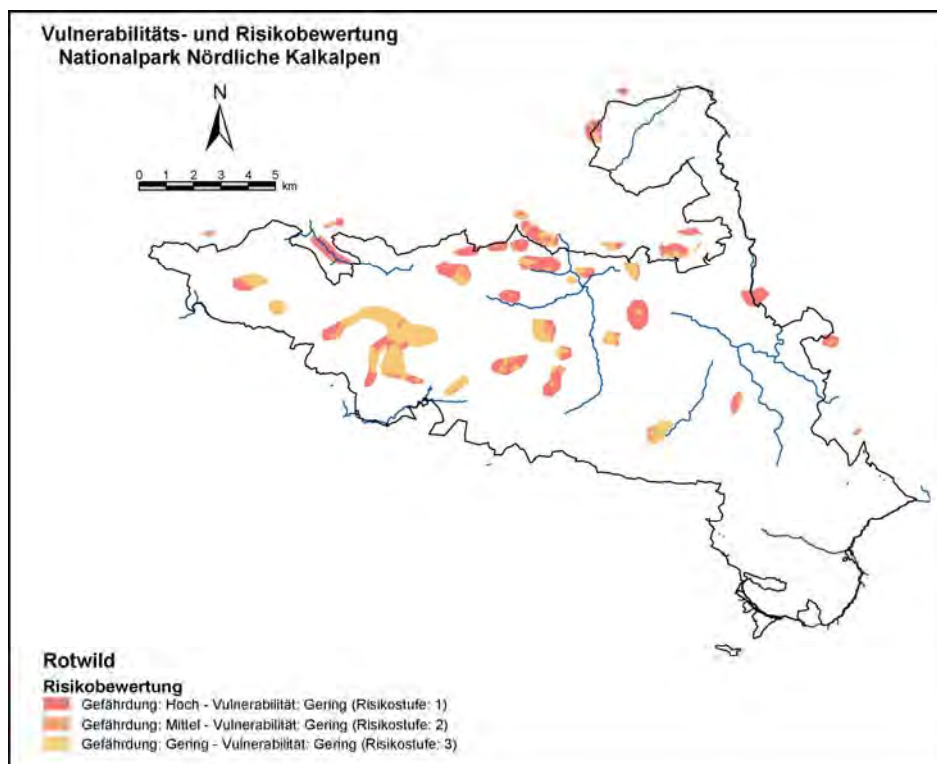 Vulnerabilitäts- und Risikobewertung
Nationalpark Nördliche Kalkalpen
N
0 1 2 3 4 5
km
Rotwild
Risikobewertung
Gefährdung: Hoch - Vulnerabilität: Gering (Risikostufe: 1)
Gefährdung: Mittel - Vulnerabilität: Gering (Risikostufe: 2)
Gefährdung: Gering - Vulnerabilität: Gering (Risikostufe: 3)